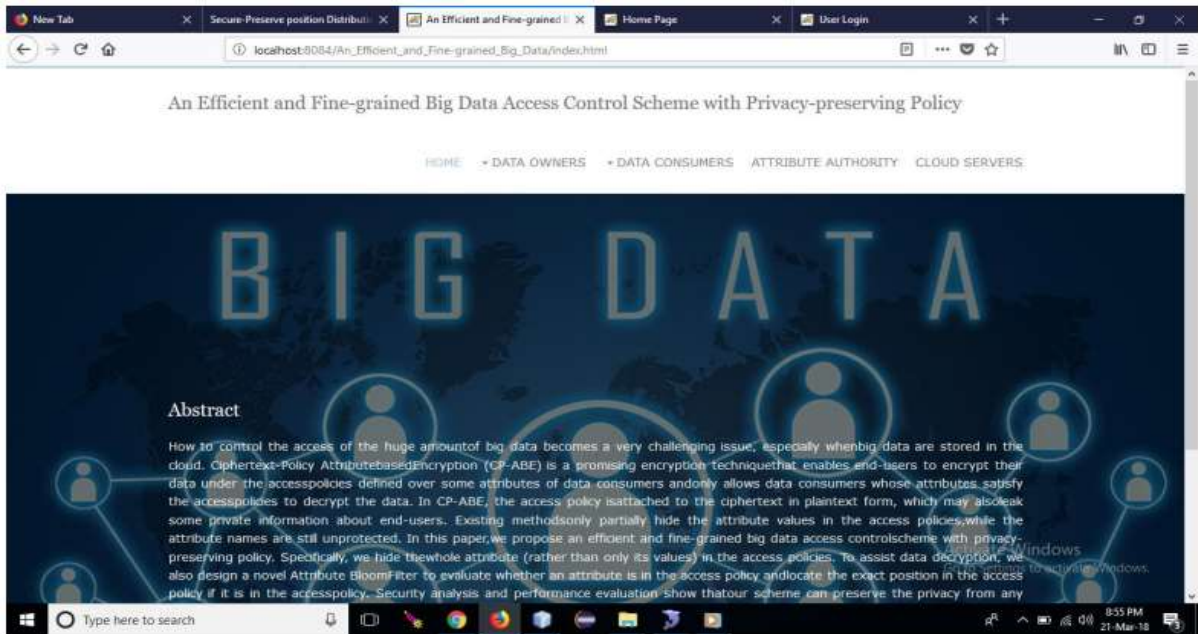 New Tab
Secure-Preserve position Distributi
An Efficient and Fine-grained
Home Page
User Login
localhost:8084/An_Efficient_and_Fine-grained_Big_Data/index.html
An Efficient and Fine-grained Big Data Access Control Scheme with Privacy-preserving Policy
HOME DATA OWNERS DATA CONSUMERS ATTRIBUTE AUTHORITY CLOUD SERVERS
BIG DATA
Abstract
How to control the access of the huge amountof big data becomes a very challenging issue, especially whenbig data are stored in the
cloud. Ciphertext-Policy AttributebasedEncryption (CP-ABE) is a promising encryption techniquethat enables end-users to encrypt their
data under the accesspolicies defined over some attributes of data consumers andonly allows data consumers whose attributes satisfy
the accesspolicies to decrypt the data. In CP-ABE, the access policy isattached to the ciphertext in plaintext form, which may alsoleak
some private information about end-users. Existing methodsonly partially hide the attribute values in the access policies,while the
attribute names are still unprotected. In this paper,we propose an efficient and fine-grained big data access controlscheme with privacy-
preserving policy. Specifically, we hide thewhole attribute (rather than only its values) in the access policies. To assist data decryption, we
also design a novel Attribute BloomFilter to evaluate whether an attribute is in the access policy andlocate the exact position in the access
policy if it is in the accesspolicy. Security analysis and performance evaluation show thatour scheme can preserve the privacy from any
Activate Windows
Go to Settings to activate Windows.
Type here to search
8:55 PM
21-Mar-18